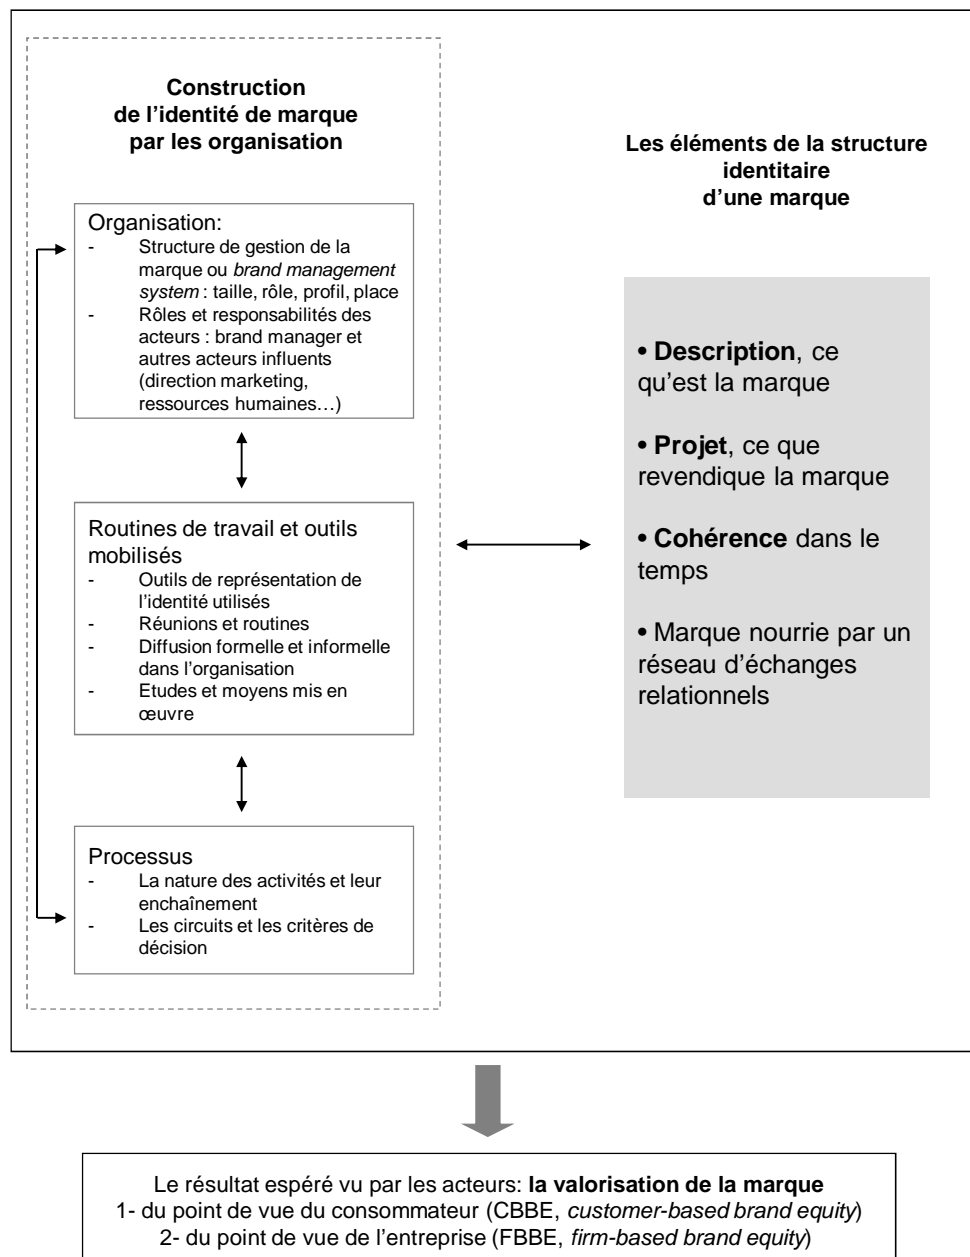 Construction
de l'identité de marque
par les organisation
Organisation:
- Structure de gestion de la
marque ou brand management
system : taille, rôle, profil, place
- Rôles et responsabilités des
acteurs : brand manager et
autres acteurs influents
(direction marketing,
ressources humaines…)
Routines de travail et outils
mobilisés
- Outils de représentation de
l'identité utilisés
- Réunions et routines
- Diffusion formelle et informelle
dans l'organisation
- Etudes et moyens mis en
œuvre
Processus
- La nature des activités et leur
enchaînement
- Les circuits et les critères de
décision
Les éléments de la structure
identitaire
d'une marque
• Description, ce
qu'est la marque
• Projet, ce que
revendique la marque
• Cohérence dans le
temps
• Marque nourrie par un
réseau d'échanges
relationnels
Le résultat espéré vu par les acteurs: la valorisation de la marque
1- du point de vue du consommateur (CBBE, customer-based brand equity)
2- du point de vue de l'entreprise (FBBE, firm-based brand equity)